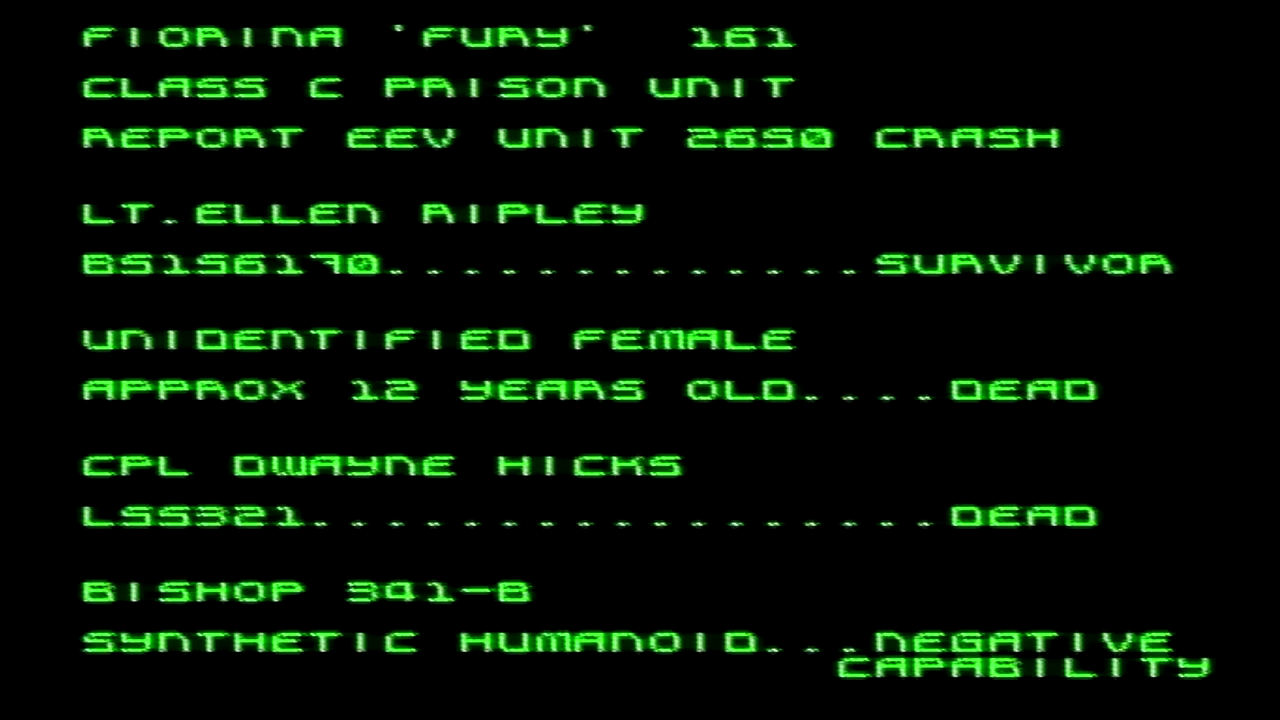 FIORINA 'FURY' 161
CLASS C PRISON UNIT
REPORT EEV UNIT 2650 CRASH
LT.ELLEN RIPLEY
B5156170.............SURVIVOR
UNIDENTIFIED FEMALE
APPROX 12 YEARS OLD....DEAD
CPL DWAYNE HICKS
L55321.................DEAD
BISHOP 341-B
SYNTHETIC HUMANOID...NEGATIVE
CAPABILITY